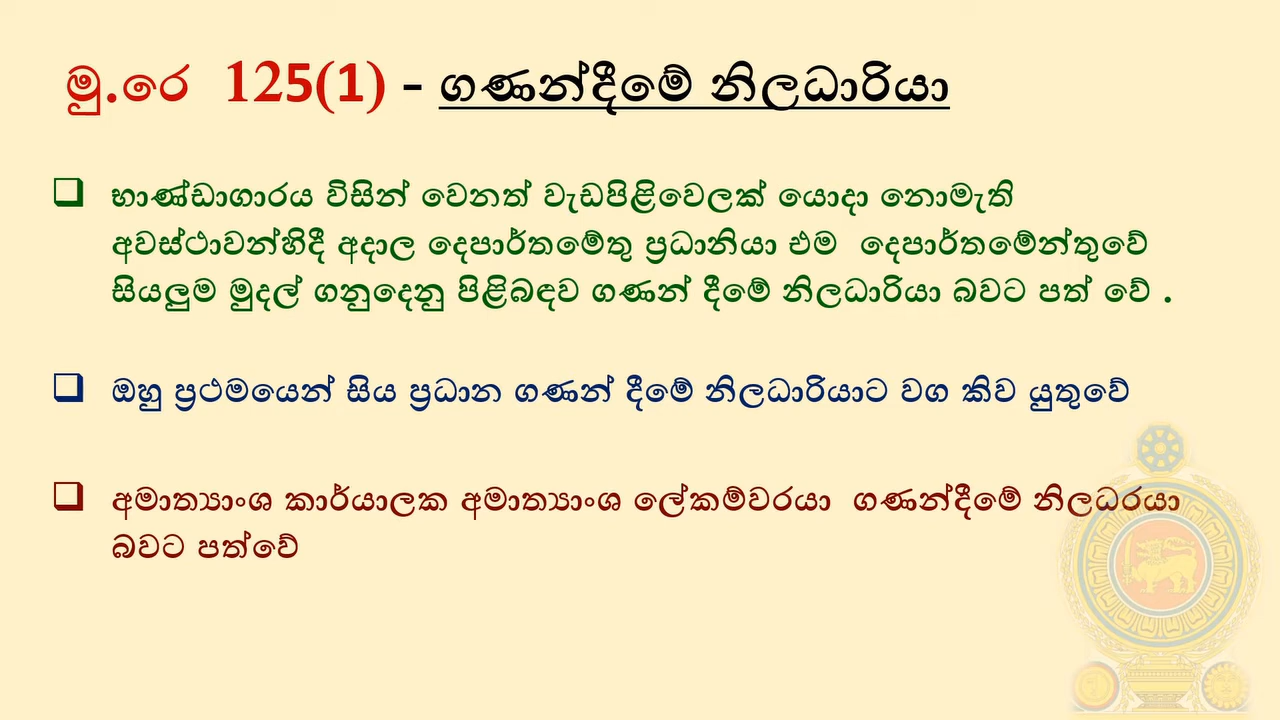 මු.රෙ 125(1) - ගණන්දීමේ නිලධාරියා
භාණ්ඩාගාරය විසින් වෙනත් වැඩපිළිවෙලක් යොදා නොමැති
අවස්ථාවන්හිදී අදාල දෙපාර්තමේතු ප්‍රධානියා එම දෙපාර්තමේන්තුවේ
සියලුම මුදල් ගනුදෙනු පිළිබඳව ගණන් දීමේ නිලධාරියා බවට පත් වේ .
ඔහු ප්‍රථමයෙන් සිය ප්‍රධාන ගණන් දීමේ නිලධාරියාට වග කිව යුතුවේ
අමාත්‍යාංශ කාර්යාලක අමාත්‍යාංශ ලේකම්වරයා ගණන්දීමේ නිලධරයා
බවට පත්වේ